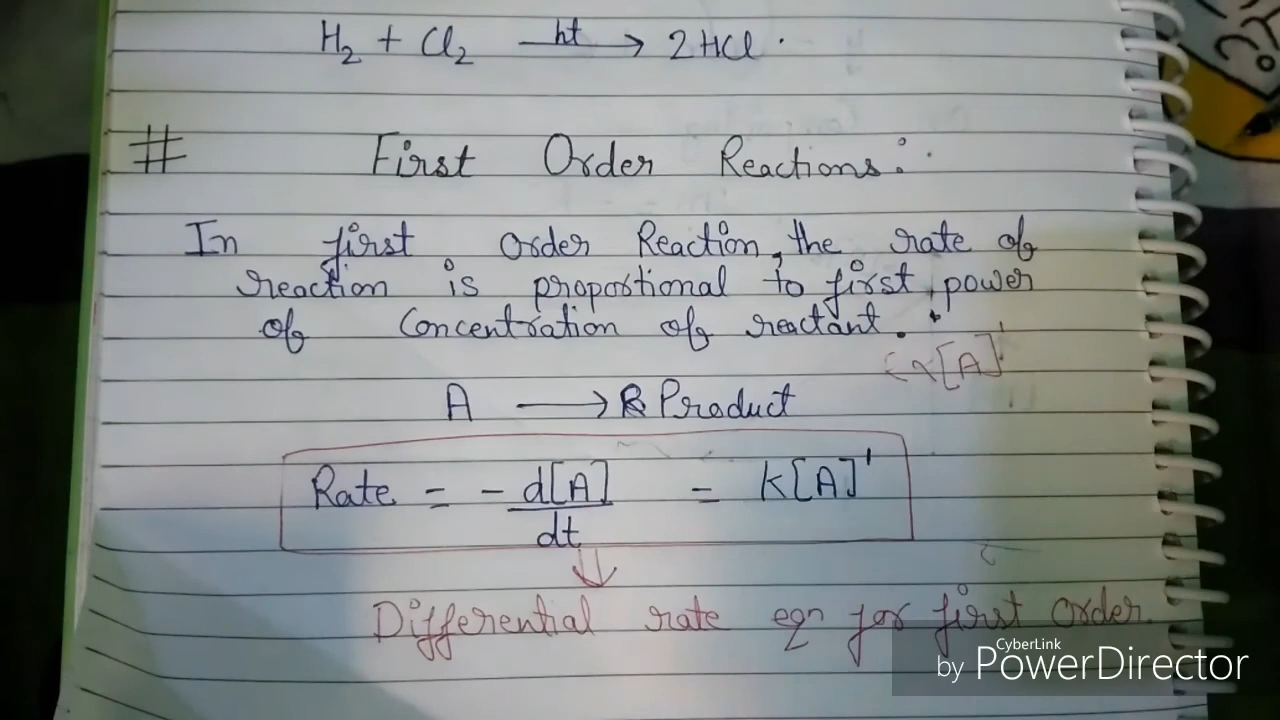 H₂ + Cl₂ —ht→ 2HCl.
# First Order Reactions:
In first order Reaction, the rate of
reaction is proportional to first power
of Concentration of reactant.
∝[A]¹
A ⟶ Product
Rate = - d[A]/dt = k[A]¹
Differential rate eqn for first order
CyberLink
by PowerDirector